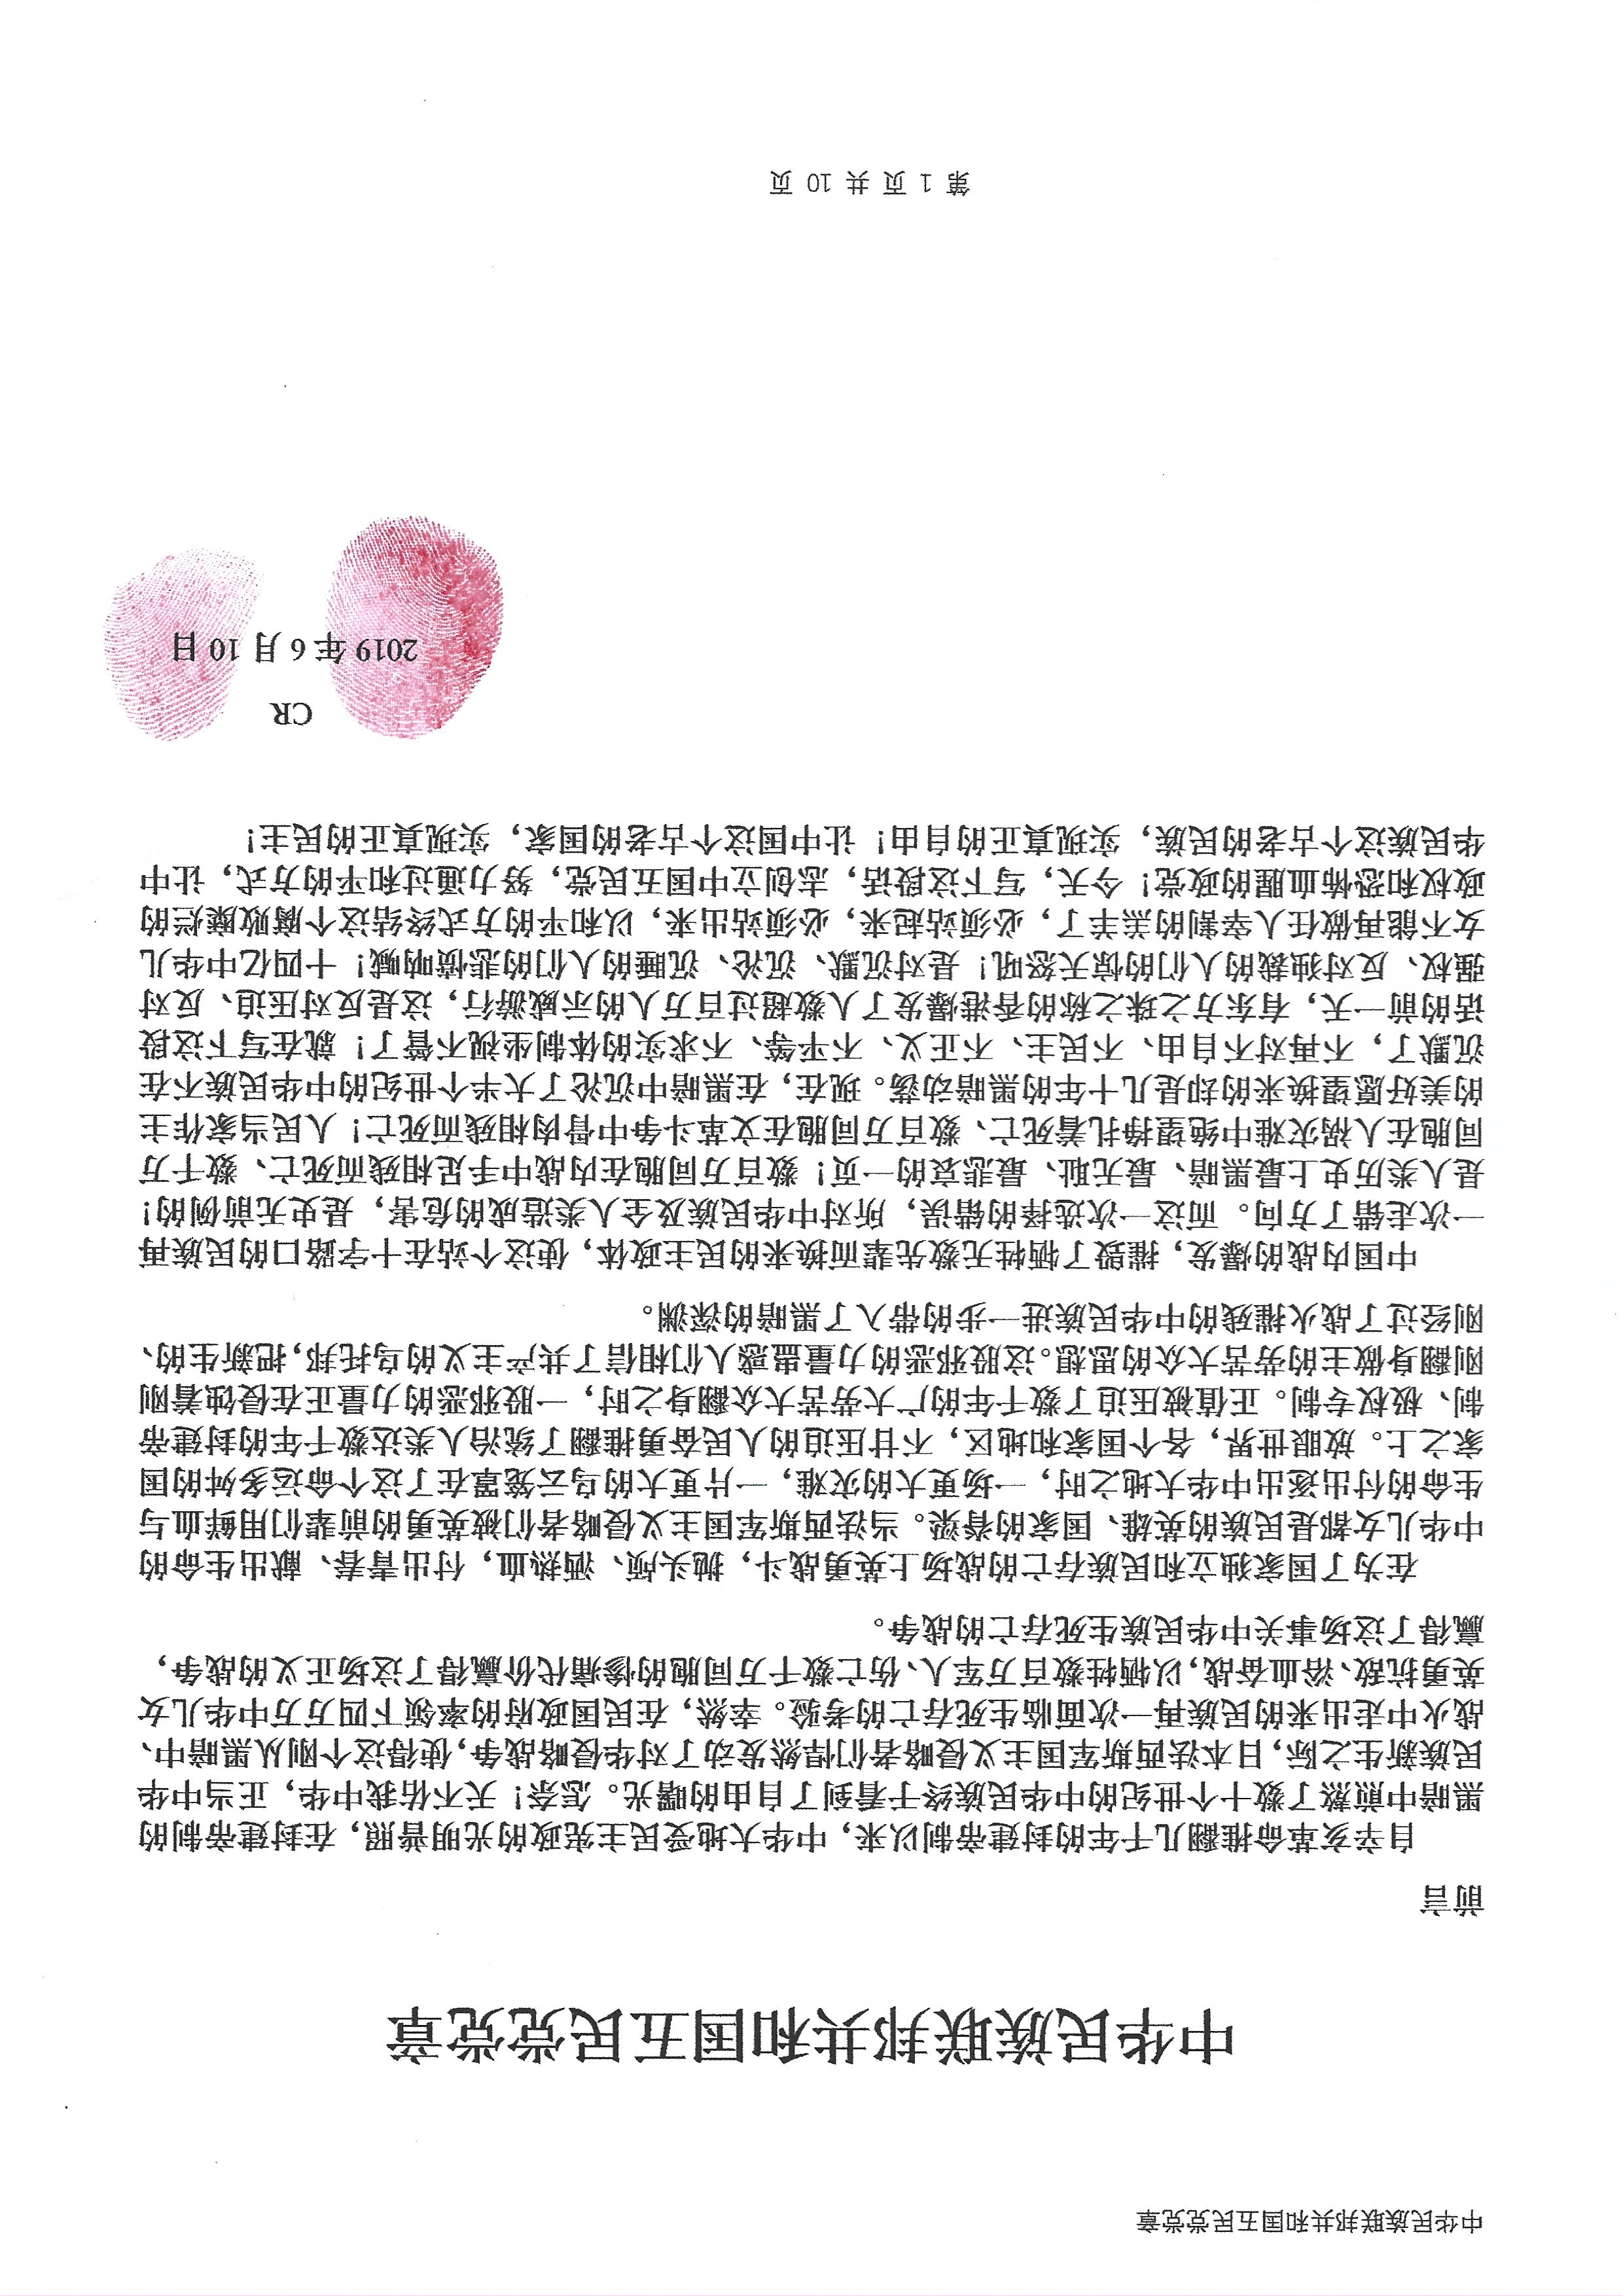 中华民族联邦共和国五民党党章
中华民族联邦共和国五民党党章
前言
自辛亥革命推翻几千年的封建帝制以来，中华大地受民主宪政的光明普照，在封建帝制的
黑暗中煎熬了数十个世纪的中华民族终于看到了自由的曙光。怎奈！天不佑我中华，正当中华
民族新生之际，日本法西斯军国主义侵略者们悍然发动了对华侵略战争，使得这个刚从黑暗中、
战火中走出来的民族再一次面临生死存亡的考验。幸然，在民国政府的率领下四万万中华儿女
英勇抗敌、浴血奋战，以牺牲数百万军人、伤亡数千万同胞的惨痛代价赢得了这场正义的战争，
赢得了这场事关中华民族生死存亡的战争。
在为了国家独立和民族存亡的战场上英勇战斗，抛头颅、洒热血，付出青春、献出生命的
中华儿女都是民族的英雄、国家的脊梁。当法西斯军国主义侵略者们被英勇的前辈们用鲜血与
生命的付出逐出中华大地之时，一场更大的灾难，一片更大的乌云笼罩在了这个命运多舛的国
家之上。放眼世界，各个国家和地区，不甘压迫的人民奋勇推翻了统治人类达数千年的封建帝
制、极权专制。正值被压迫了数千年的广大劳苦大众翻身之时，一股邪恶的力量正在侵蚀着刚
刚翻身做主的劳苦大众的思想。这股邪恶的力量蛊惑人们相信了共产主义的乌托邦，把新生的、
刚经过了战火摧残的中华民族进一步的带入了黑暗的深渊。
中国内战的爆发，摧毁了牺牲无数先辈而换来的民主政体，使这个站在十字路口的民族再
一次走错了方向。而这一次选择的错误，所对中华民族及全人类造成的危害，是史无前例的！
是人类历史上最黑暗、最无耻、最悲哀的一页！数百万同胞在内战中手足相残而死亡、数千万
同胞在人祸灾难中绝望挣扎着死亡、数百万同胞在文革斗争中骨肉相残而死亡！人民当家作主
的美好愿望换来的却是几十年的黑暗动荡。现在，在黑暗中沉沦了大半个世纪的中华民族不在
沉默了，不再对不自由、不民主、不正义、不平等、不求实的体制坐视不管了！就在写下这段
话的前一天，有东方之珠之称的香港爆发了人数超过百万人的示威游行，这是反对压迫、反对
强权、反对独裁的人们的惊天怒吼！是对沉默、沉沦、沉睡的人们的悲愤呐喊！十四亿中华儿
女不能再做任人宰割的羔羊了，必须站起来，必须站出来，以和平的方式终结这个腐败糜烂的
政权和恐怖血腥的政党！今天，写下这段话，志创立中国五民党，努力通过和平的方式，让中
华民族这个古老的民族，实现真正的自由！让中国这个古老的国家，实现真正的民主！
CR
2019 年 6 月 10 日
第 1 页 共 10 页